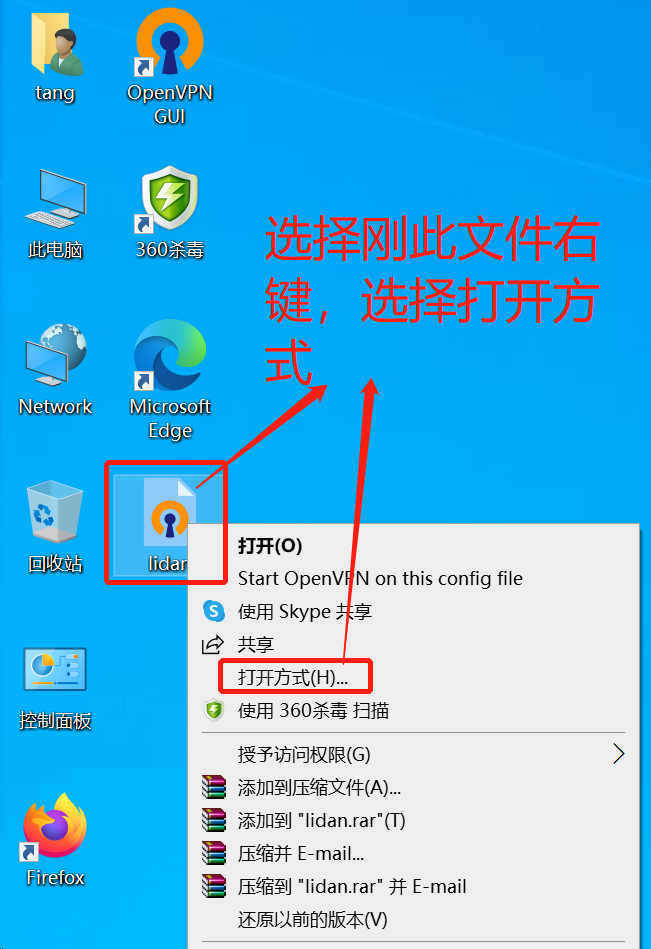 tang
OpenVPN
GUI
此电脑
360杀毒
选择刚此文件右
键，选择打开方
式
Network
Microsoft
Edge
回收站
lidan
打开(O)
Start OpenVPN on this config file
使用 Skype 共享
共享
打开方式(H)...
使用 360杀毒 扫描
控制面板
授予访问权限(G)
添加到压缩文件(A)...
添加到 "lidan.rar"(T)
压缩并 E-mail...
压缩到 "lidan.rar" 并 E-mail
还原以前的版本(V)
Firefox